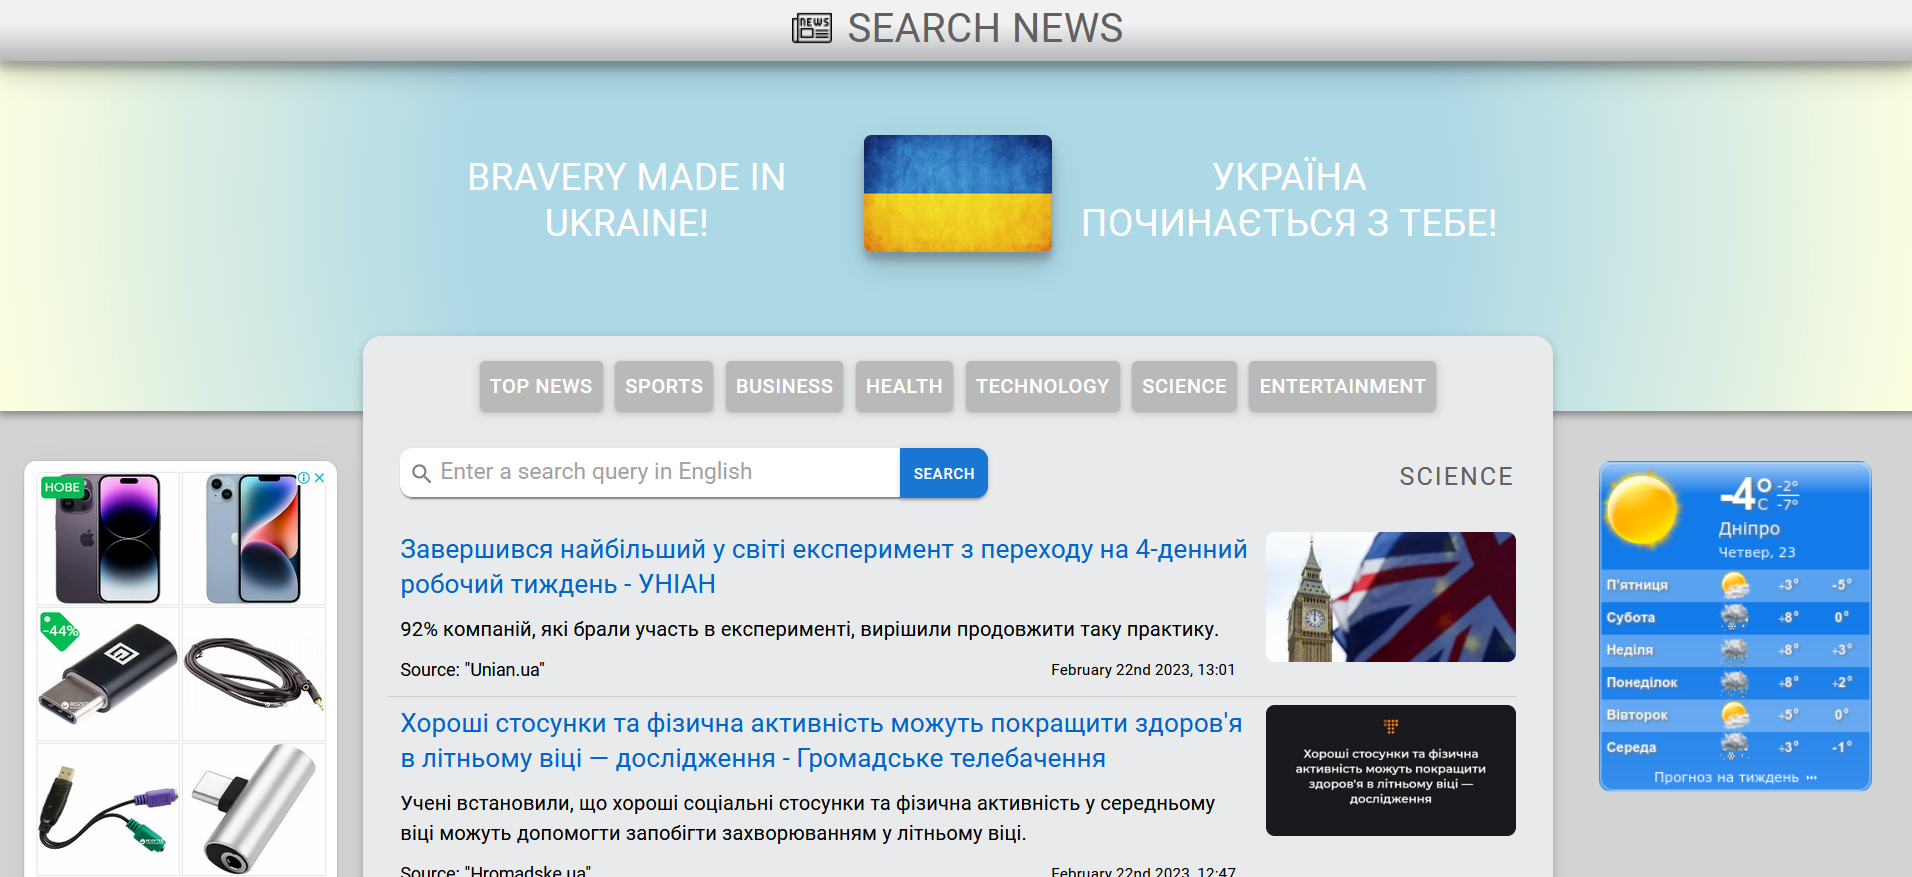 NEWS
SEARCH NEWS
BRAVERY MADE IN
UKRAINE!
УКРАЇНА
ПОЧИНАЄТЬСЯ З ТЕБЕ!
TOP NEWS
SPORTS
BUSINESS
HEALTH
TECHNOLOGY
SCIENCE
ENTERTAINMENT
Enter a search query in English
SEARCH
SCIENCE
Завершився найбільший у світі експеримент з переходу на 4-денний
робочий тиждень - УНІАН
92% компаній, які брали участь в експерименті, вирішили продовжити таку практику.
Source: "Unian.ua"
February 22nd 2023, 13:01
Хороші стосунки та фізична активність можуть покращити здоров'я
в літньому віці — дослідження - Громадське телебачення
Учені встановили, що хороші соціальні стосунки та фізична активність у середньому
віці можуть допомогти запобігти захворюванням у літньому віці.
Source: "Hromadske.ua"
February 22nd 2023, 12:47
Хороші стосунки та фізична
активність можуть покращити
здоров'я в літньому віці —
дослідження
НОВЕ
-44%
-4° C
-2°
-7°
Дніпро
Четвер, 23
П'ятниця +3° -5°
Субота +8° 0°
Неділя +8° +3°
Понеділок +8° +2°
Вівторок +5° 0°
Середа +3° -1°
Прогноз на тиждень